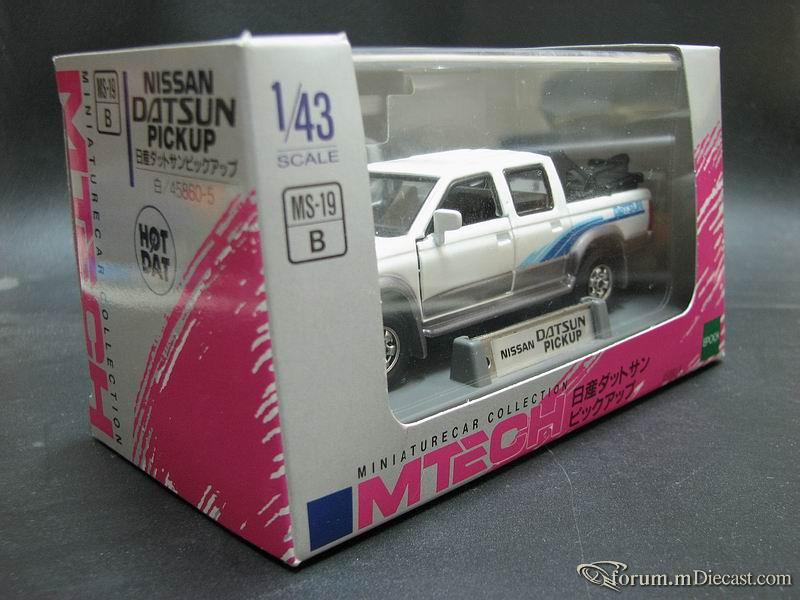 MS-19
B
NISSAN
DATSUN
PICKUP
日産ダットサンピックアップ
白/45860-5
HOT
DAT
MTECH
MINIATURECAR COLLECTION
1/43
SCALE
MS-19
B
NISSAN DATSUN
PICKUP
EPOCH
MINIATURECAR COLLECTION
MTECH
日産ダットサン
ピックアップ
forum.mDiecast.com